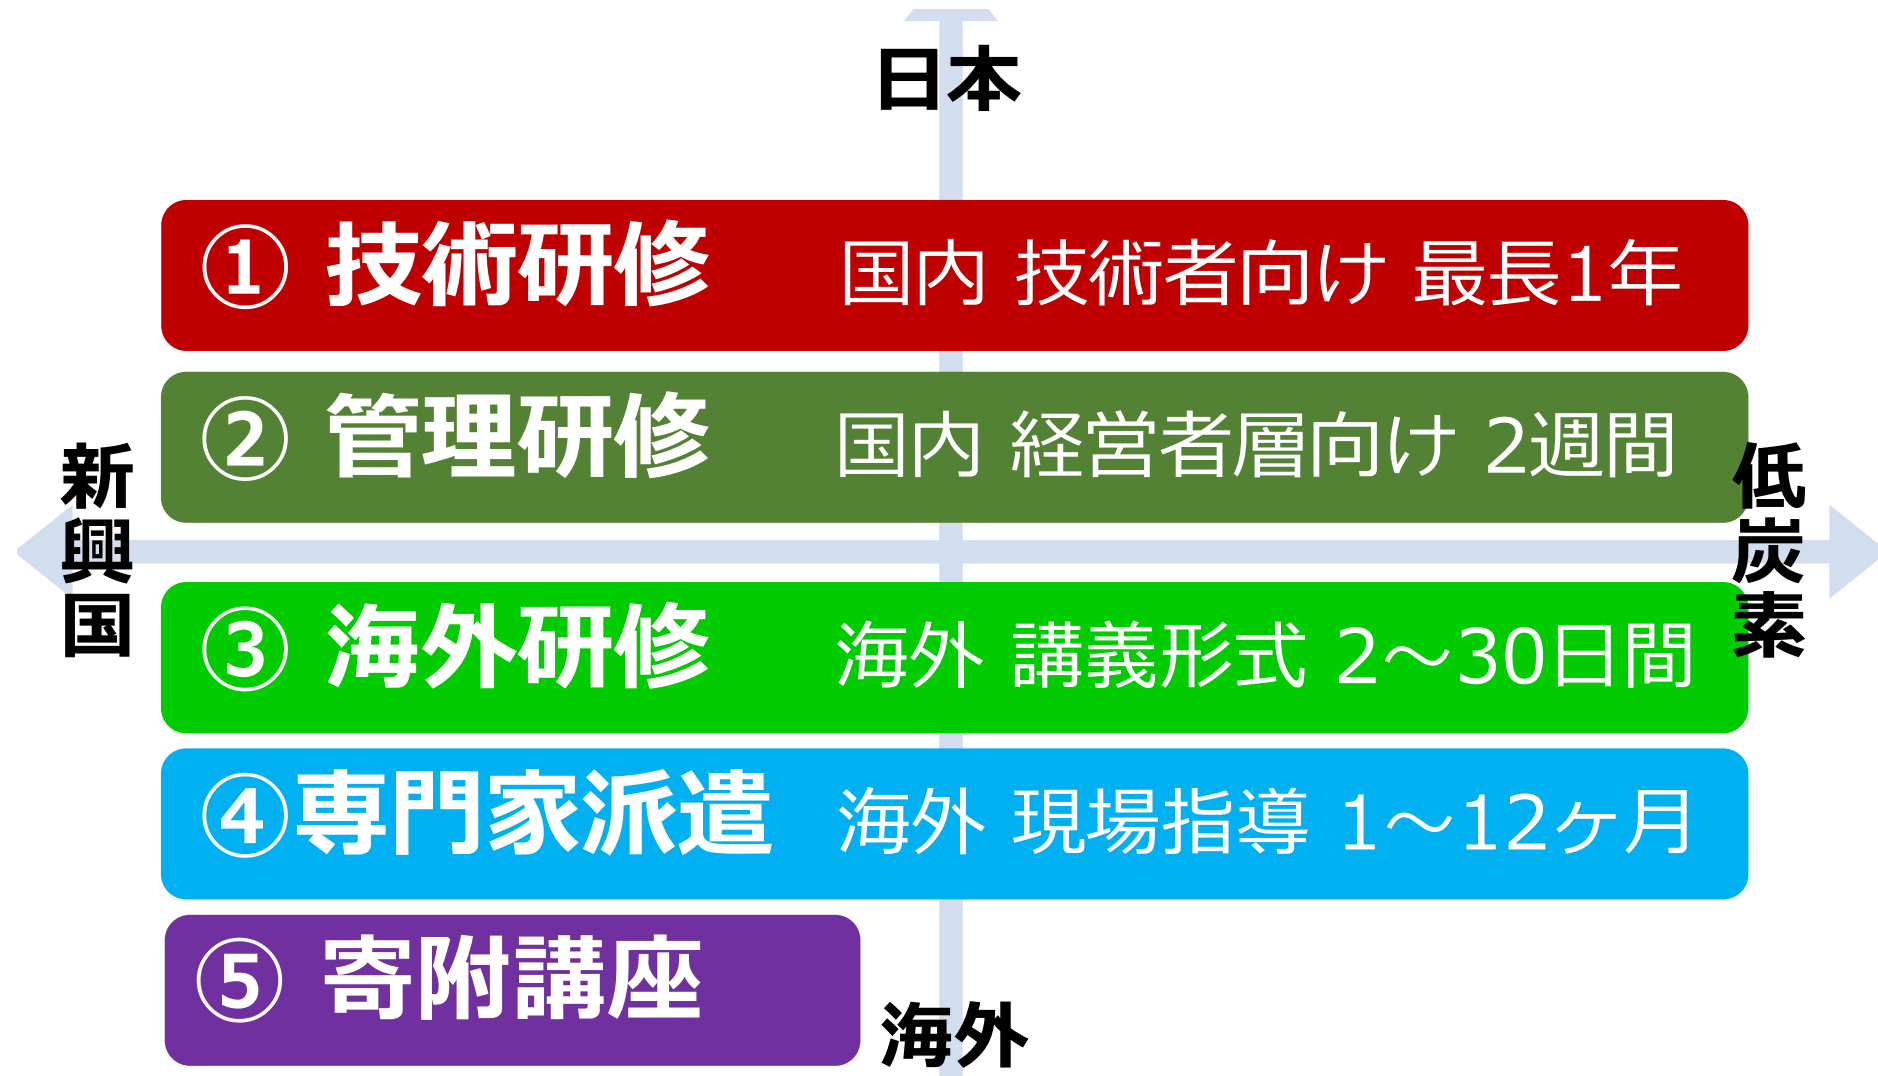 日本
① 技術研修 国内 技術者向け 最長1年
② 管理研修 国内 経営者層向け 2週間
新興国
低炭素
③ 海外研修 海外 講義形式 2～30日間
④専門家派遣 海外 現場指導 1～12ヶ月
⑤ 寄附講座
海外